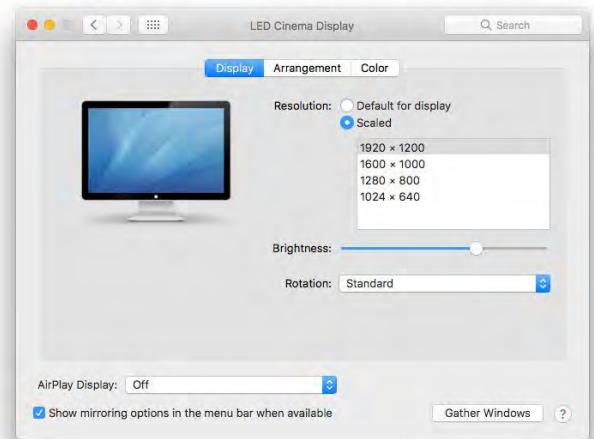 LED Cinema Display
Search
Display Arrangement Color
Resolution: Default for display
Scaled
1920 × 1200
1600 × 1000
1280 × 800
1024 × 640
Brightness:
Rotation: Standard
AirPlay Display: Off
Show mirroring options in the menu bar when available
Gather Windows ?